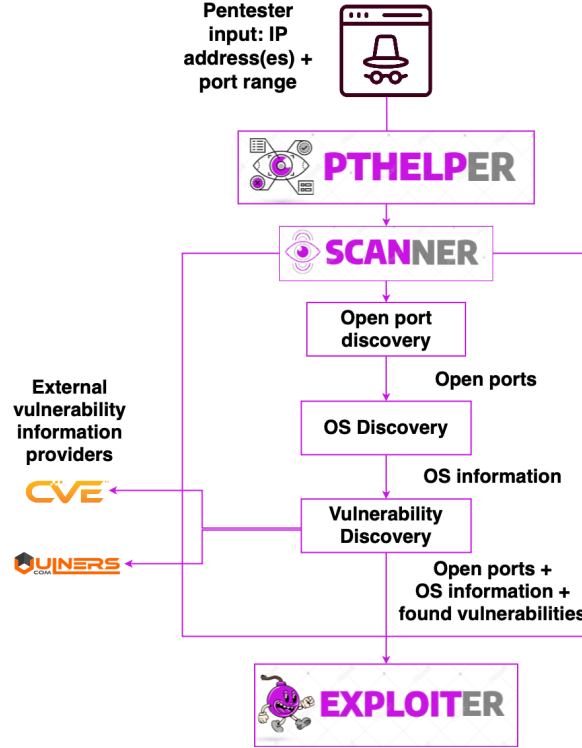 Pentester
input: IP
address(es) +
port range
PTHELPER
SCANNER
Open port
discovery
Open ports
External
vulnerability
information
providers
OS Discovery
OS information
CVE
Vulnerability
Discovery
VULNERS
COM
Open ports +
OS information +
found vulnerabilities
EXPLOITER